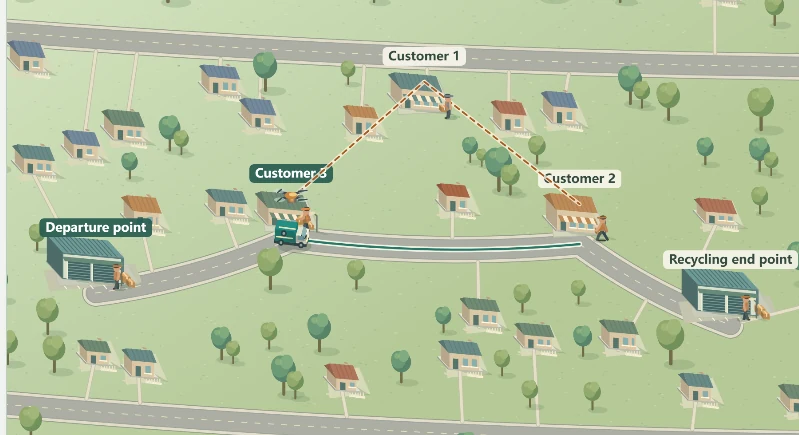 Customer 1
Customer 3
Customer 2
Departure point
Recycling end point